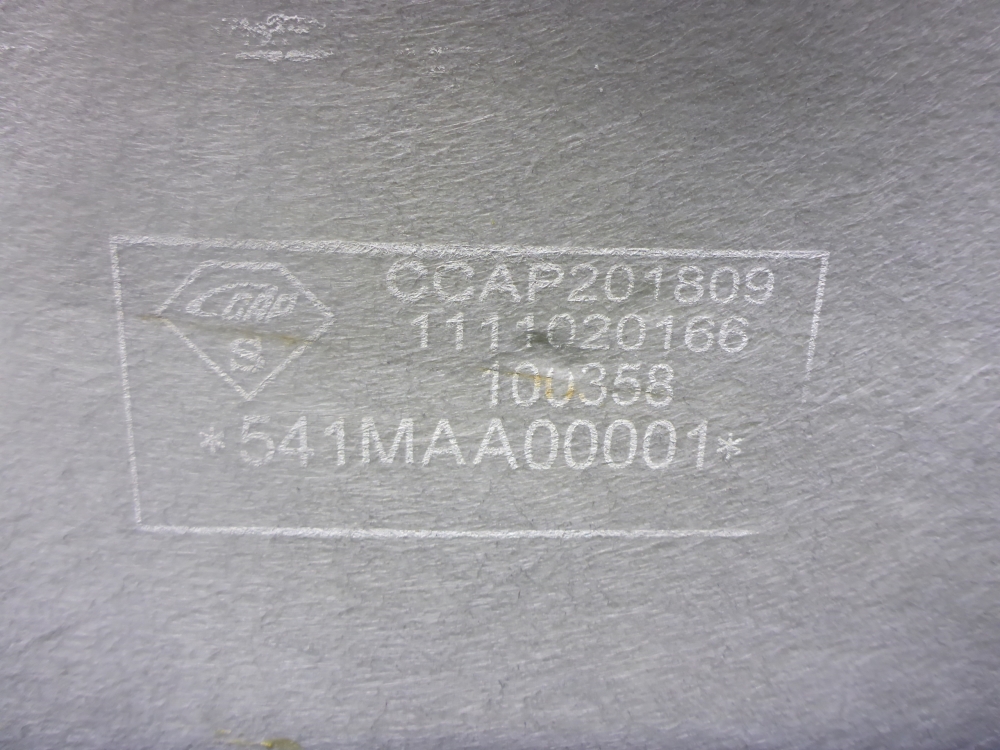 CCAP
S
CCAP201809
1111020166
100358
*541MAA00001*